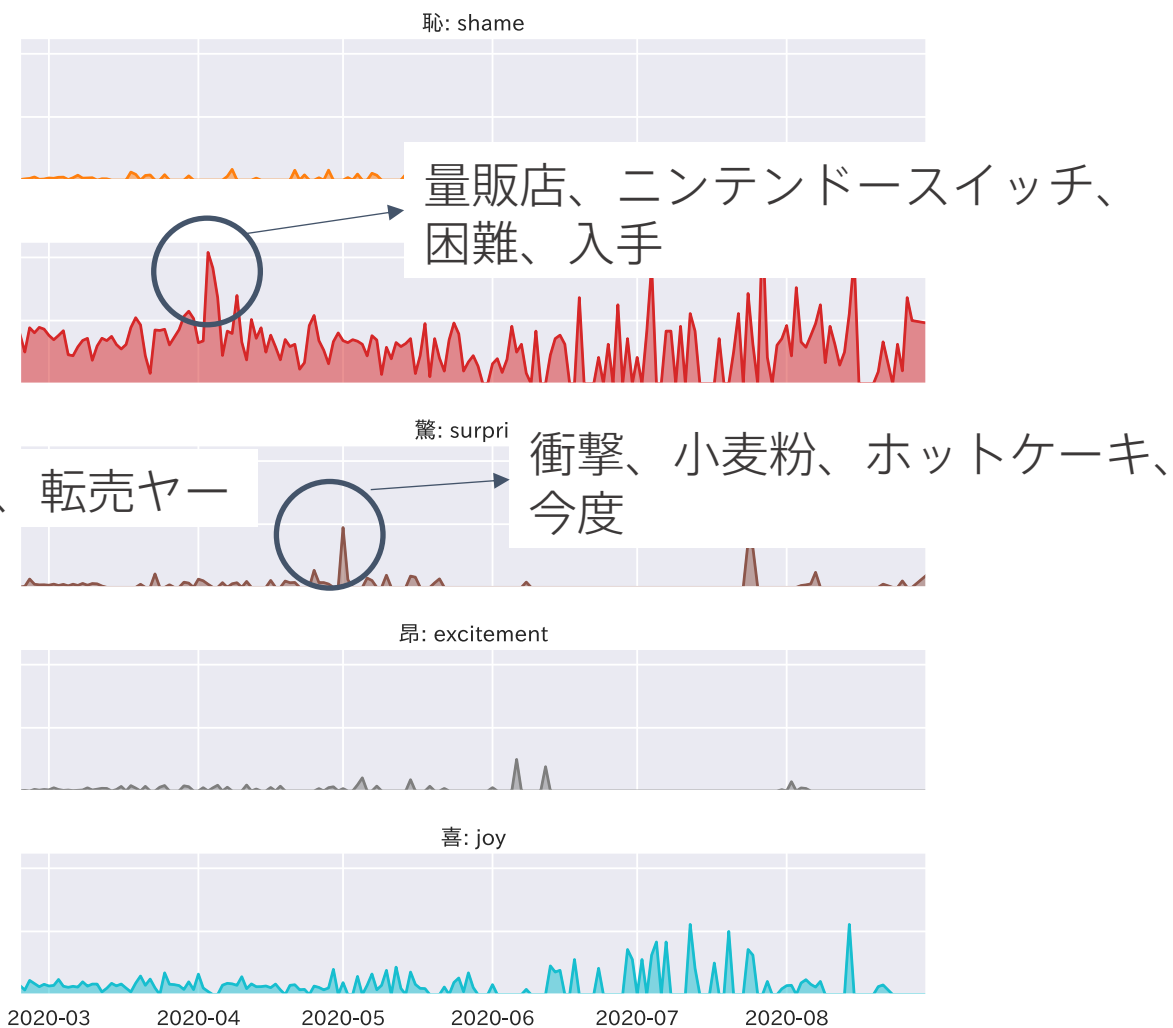 恥: shame
量販店、ニンテンドースイッチ、
困難、入手
驚: surpri
衝撃、小麦粉、ホットケーキ、
今度
、転売ヤー
昂: excitement
喜: joy
2020-03 2020-04 2020-05 2020-06 2020-07 2020-08